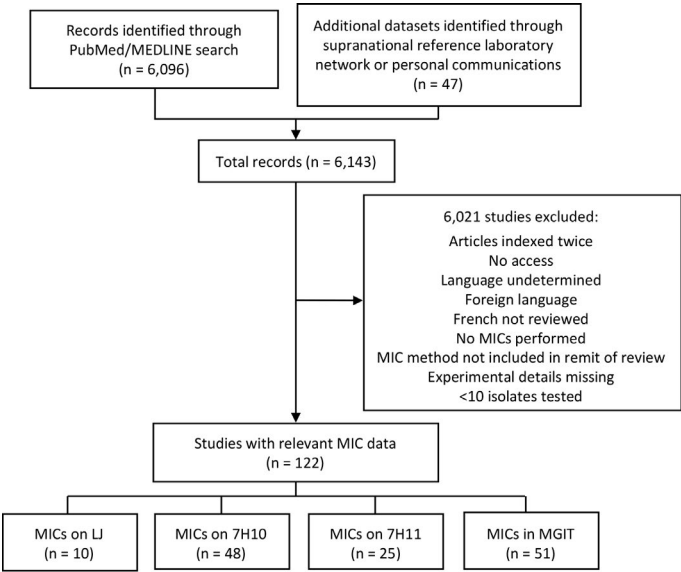 Records identified through
PubMed/MEDLINE search
(n = 6,096)
Additional datasets identified through
supranational reference laboratory
network or personal communications
(n = 47)
Total records (n = 6,143)
6,021 studies excluded:
Articles indexed twice
No access
Language undetermined
Foreign language
French not reviewed
No MICs performed
MIC method not included in remit of review
Experimental details missing
<10 isolates tested
Studies with relevant MIC data
(n = 122)
MICs on LJ
(n = 10)
MICs on 7H10
(n = 48)
MICs on 7H11
(n = 25)
MICs in MGIT
(n = 51)